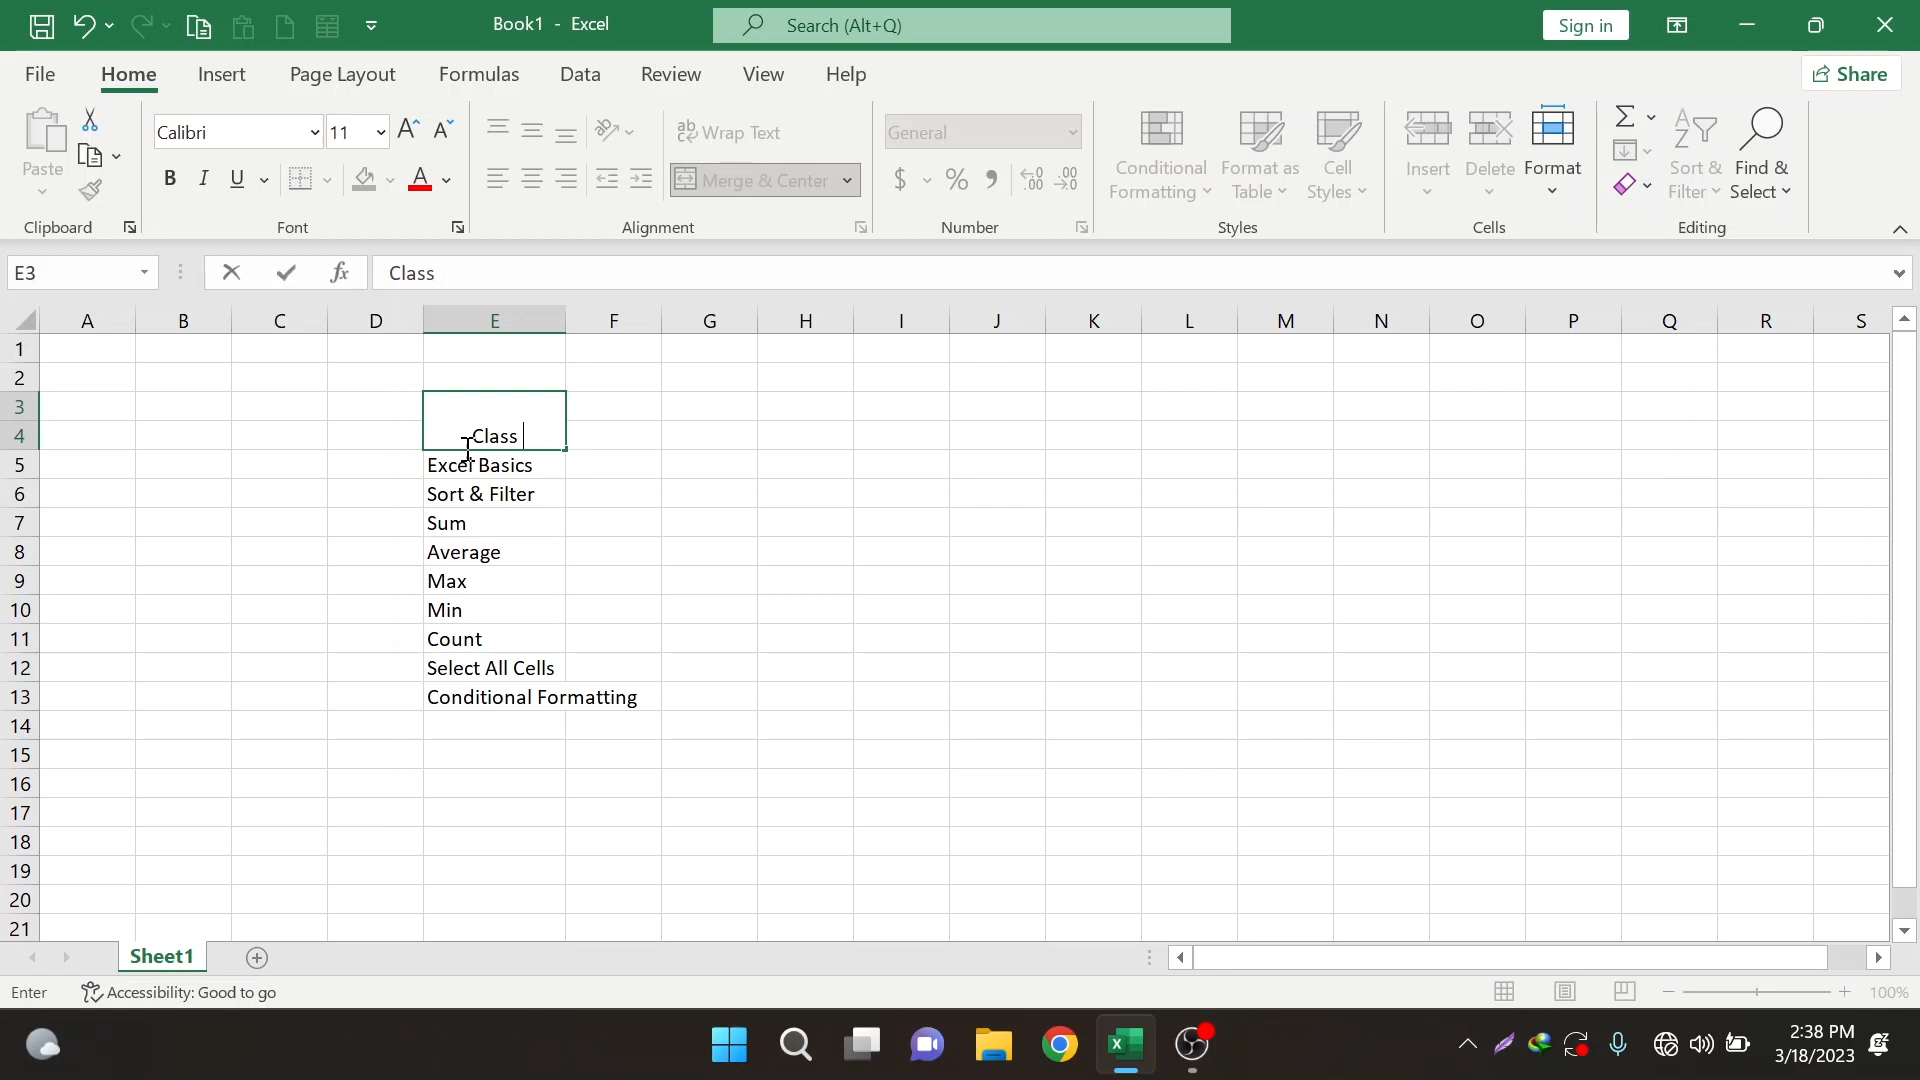 Book1 - Excel
Search (Alt+Q)
Sign in
File Home Insert Page Layout Formulas Data Review View Help
Share
Paste
Clipboard
Calibri 11
B I U A
Font
Wrap Text
Merge & Center
Alignment
General
$ % 9
Number
Conditional Formatting
Format as Table
Cell Styles
Styles
Insert Delete Format
Cells
Sort & Filter
Find & Select
Editing
E3
fx
Class
A B C D E F G H I J K L M N O P Q R S
1
2
3
4 Class
5 Excel Basics
6 Sort & Filter
7 Sum
8 Average
9 Max
10 Min
11 Count
12 Select All Cells
13 Conditional Formatting
14
15
16
17
18
19
20
21
Sheet1
Enter Accessibility: Good to go 100%
2:38 PM
3/18/2023